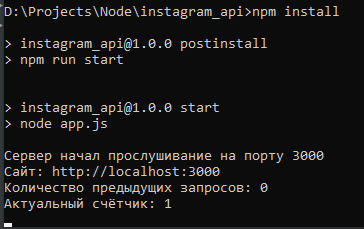 D:\Projects\Node\instagram_api>npm install
> instagram_api@1.0.0 postinstall
> npm run start
> instagram_api@1.0.0 start
> node app.js
Сервер начал прослушивание на порту 3000
Сайт: http://localhost:3000
Количество предыдущих запросов: 0
Актуальный счётчик: 1